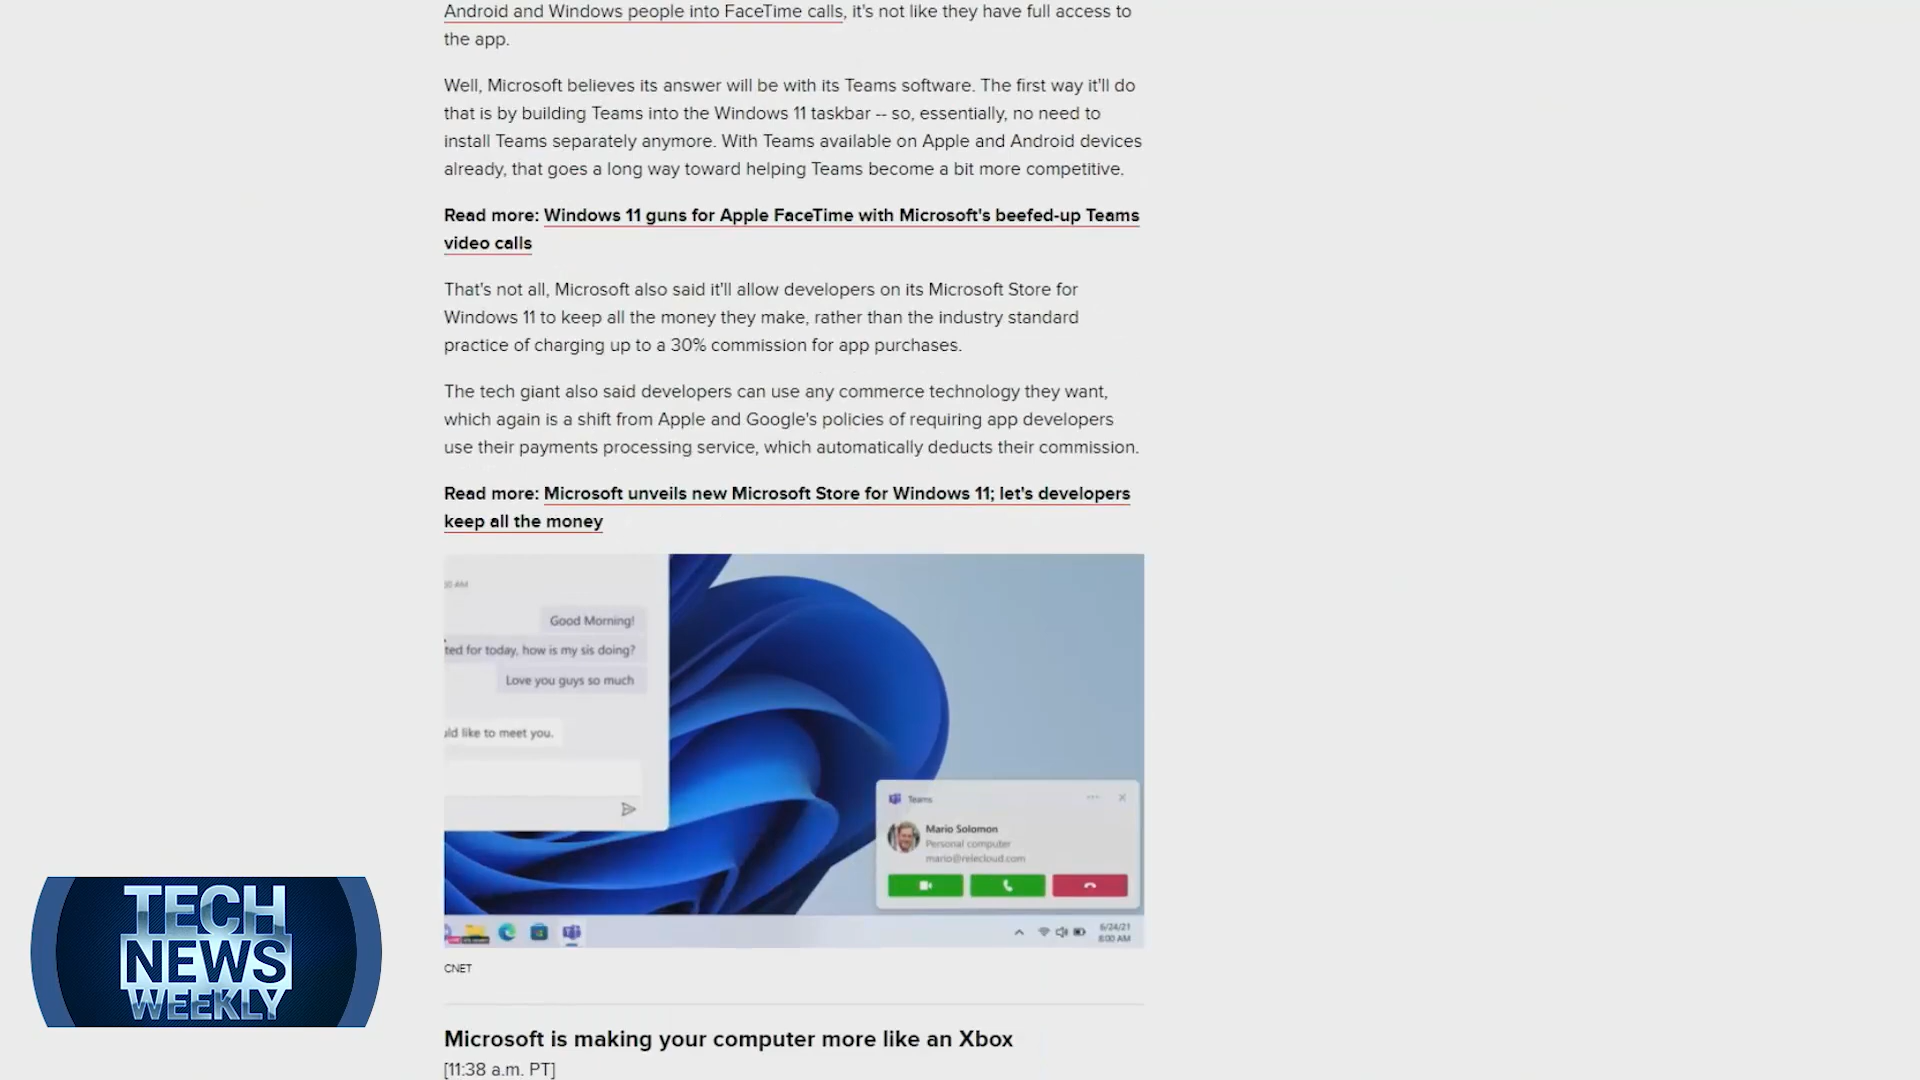 Android and Windows people into FaceTime calls, it's not like they have full access to
the app.
Well, Microsoft believes its answer will be with its Teams software. The first way it'll do
that is by building Teams into the Windows 11 taskbar -- so, essentially, no need to
install Teams separately anymore. With Teams available on Apple and Android devices
already, that goes a long way toward helping Teams become a bit more competitive.
Read more: Windows 11 guns for Apple FaceTime with Microsoft's beefed-up Teams
video calls
That's not all, Microsoft also said it'll allow developers on its Microsoft Store for
Windows 11 to keep all the money they make, rather than the industry standard
practice of charging up to a 30% commission for app purchases.
The tech giant also said developers can use any commerce technology they want,
which again is a shift from Apple and Google's policies of requiring app developers
use their payments processing service, which automatically deducts their commission.
Read more: Microsoft unveils new Microsoft Store for Windows 11; let's developers
keep all the money
AM
Good Morning!
ted for today, how is my sis doing?
Love you guys so much
uld like to meet you.
Teams
Mario Solomon
Personal computer
mario@relecloud.com
6/24/21
8:00 AM
CNET
TECH
NEWS
WEEKLY
Microsoft is making your computer more like an Xbox
[11:38 a.m. PT]